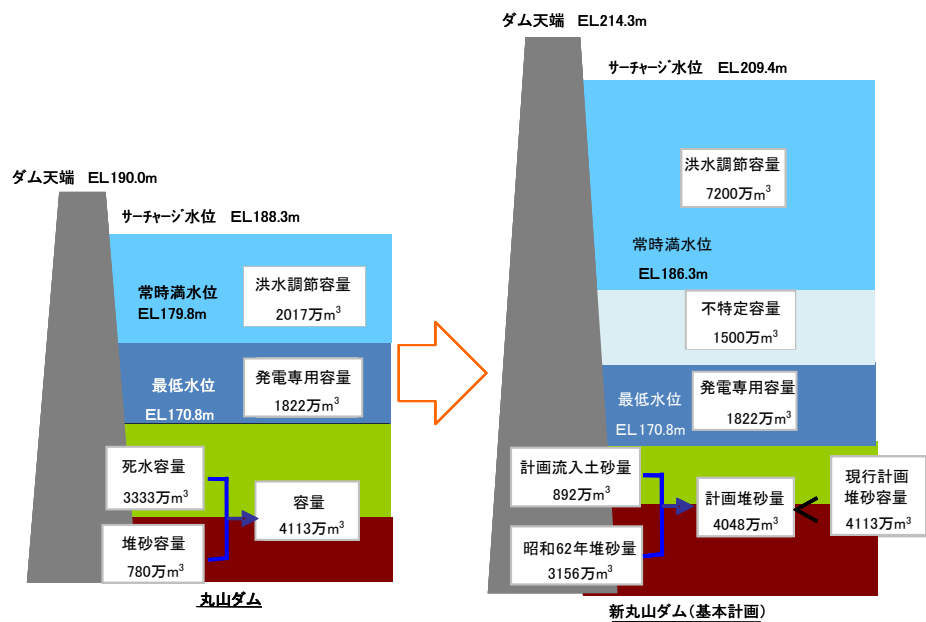 ダム天端 EL190.0m
サーチャージ水位 EL188.3m
常時満水位
EL179.8m
洪水調節容量
2017万m³
最低水位
EL170.8m
発電専用容量
1822万m³
死水容量
3333万m³
堆砂容量
780万m³
容量
4113万m³
丸山ダム
ダム天端 EL214.3m
サーチャージ水位 EL209.4m
洪水調節容量
7200万m³
常時満水位
EL186.3m
不特定容量
1500万m³
発電専用容量
1822万m³
最低水位
EL170.8m
計画流入土砂量
892万m³
昭和62年堆砂量
3156万m³
計画堆砂量
4048万m³
<
現行計画
堆砂容量
4113万m³
新丸山ダム(基本計画)